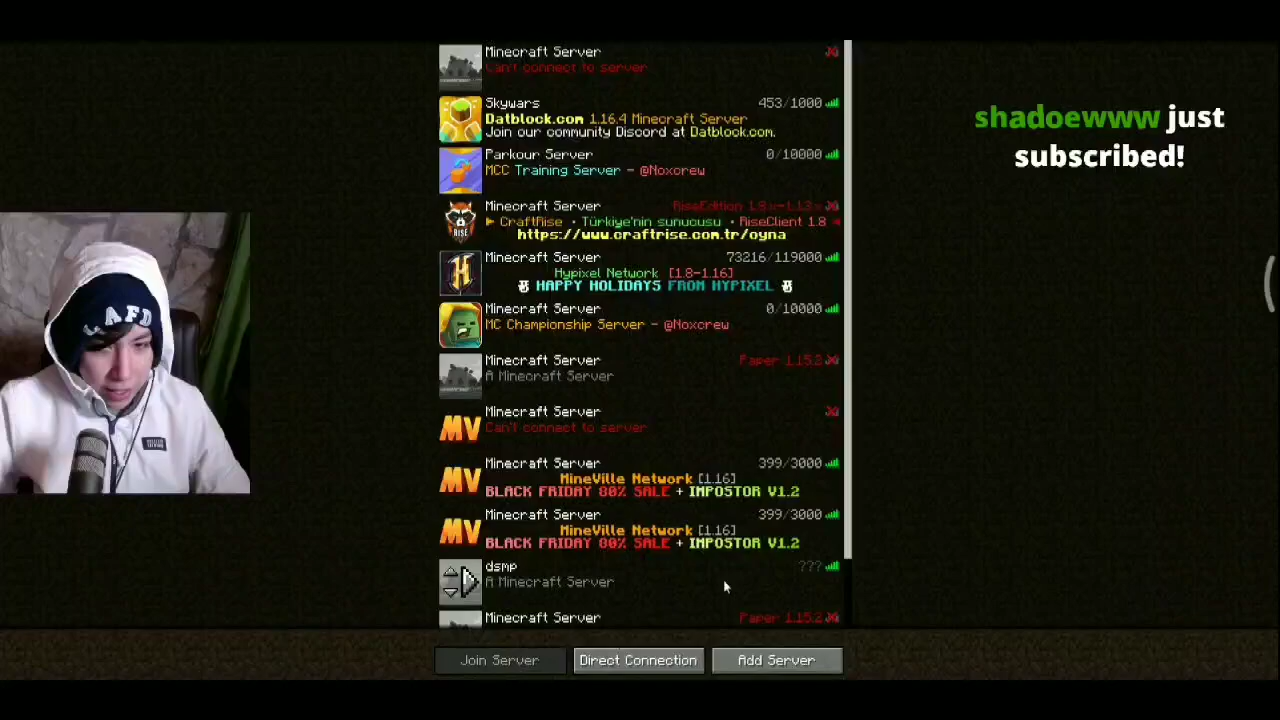 Minecraft Server
Can't connect to server
Skywars 453/1000
Datblock.com 1.16.4 Minecraft Server
Join our community Discord at Datblock.com.
Parkour Server 0/10000
MCC Training Server - @Noxcrew
Minecraft Server RiseEdition 1.8.x-1.13.x
► CraftRise • Türkiye'nin sunucusu • RiseClient 1.8 ◄
RISE
https://www.craftrise.com.tr/oyna
Minecraft Server 73216/119000
Hypixel Network [1.8-1.16]
HAPPY HOLIDAYS FROM HYPIXEL
Minecraft Server 0/10000
MC Championship Server - @Noxcrew
Minecraft Server Paper 1.15.2
A Minecraft Server
Minecraft Server
MV Can't connect to server
Minecraft Server 399/3000
MineVille Network [1.16]
MV BLACK FRIDAY 80% SALE + IMPOSTOR V1.2
Minecraft Server 399/3000
MineVille Network [1.16]
MV BLACK FRIDAY 80% SALE + IMPOSTOR V1.2
dsmp ???
A Minecraft Server
Minecraft Server Paper 1.15.2
Join Server Direct Connection Add Server
shadoewww just
subscribed!
LAFD